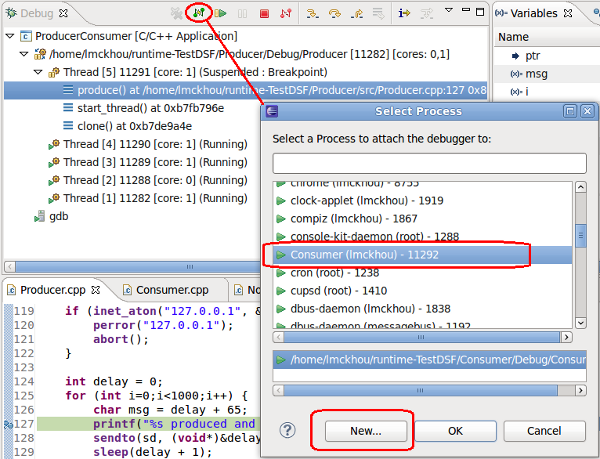 Debug
ProducerConsumer [C/C++ Application]
/home/lmckhou/runtime-TestDSF/Producer/Debug/Producer [11282] [cores: 0,1]
Thread [5] 11291 [core: 1] (Suspended : Breakpoint)
produce() at /home/lmckhou/runtime-TestDSF/Producer/src/Producer.cpp:127 0x8
start_thread() at 0xb7fb796e
clone() at 0xb7de9a4e
Thread [4] 11290 [core: 1] (Running)
Thread [3] 11289 [core: 1] (Running)
Thread [2] 11288 [core: 0] (Running)
Thread [1] 11282 [core: 1] (Running)
gdb
Variables
Name
ptr
msg
i
Select Process
Select a Process to attach the debugger to:
chrome (lmckhou) - 8755
clock-applet (lmckhou) - 1919
compiz (lmckhou) - 1867
console-kit-daemon (root) - 1288
Consumer (lmckhou) - 11292
cron (root) - 1238
cupsd (root) - 1410
dbus-daemon (lmckhou) - 1838
dbus-daemon (messagebus) - 1192
/home/lmckhou/runtime-TestDSF/Consumer/Debug/Consu
New...
OK
Cancel
Producer.cpp
Consumer.cpp
No
119 if (inet_aton("127.0.0.1", &
120 perror("127.0.0.1");
121 abort();
122 }
123
124 int delay = 0;
125 for (int i=0;i<1000;i++) {
126 char msg = delay + 65;
127 printf("%s produced and
128 sendto(sd, (void*)&delay
129 sleep(delay + 1);